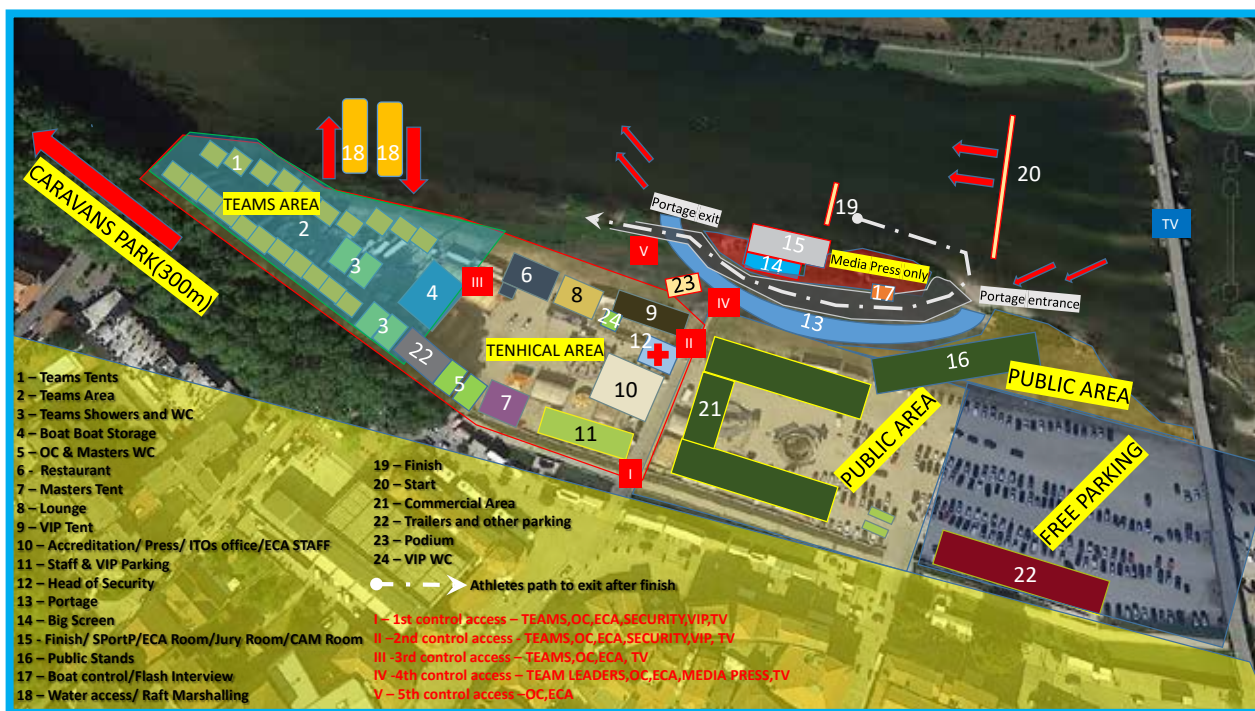 20
18
18
1
CARAVANS PARK(300m)
TEAMS AREA
19
Portage exit
TV
2
15
V
14
Media Press only
3
III
6
23
17
Portage entrance
4
8
IV
9
24
13
3
12
II
22
TENHICAL AREA
16
PUBLIC AREA
5
10
7
21
PUBLIC AREA
11
I
FREE PARKING
22
1 – Teams Tents
2 – Teams Area
3 – Teams Showers and WC
4 – Boat Boat Storage
5 – OC & Masters WC
6 - Restaurant
7 – Masters Tent
8 – Lounge
9 – VIP Tent
10 – Accreditation/ Press/ ITOs office/ECA STAFF
11 – Staff & VIP Parking
12 – Head of Security
13 – Portage
14 – Big Screen
15 - Finish/ SPortP/ECA Room/Jury Room/CAM Room
16 – Public Stands
17 – Boat control/Flash Interview
18 – Water access/ Raft Marshalling
19 – Finish
20 – Start
21 – Commercial Area
22 – Trailers and other parking
23 – Podium
24 – VIP WC
Athletes path to exit after finish
I – 1st control access – TEAMS,OC,ECA,SECURITY,VIP,TV
II –2nd control access - TEAMS,OC,ECA,SECURITY,VIP, TV
III -3rd control access – TEAMS,OC,ECA, TV
IV -4th control access – TEAM LEADERS,OC,ECA,MEDIA PRESS,TV
V – 5th control access –OC,ECA